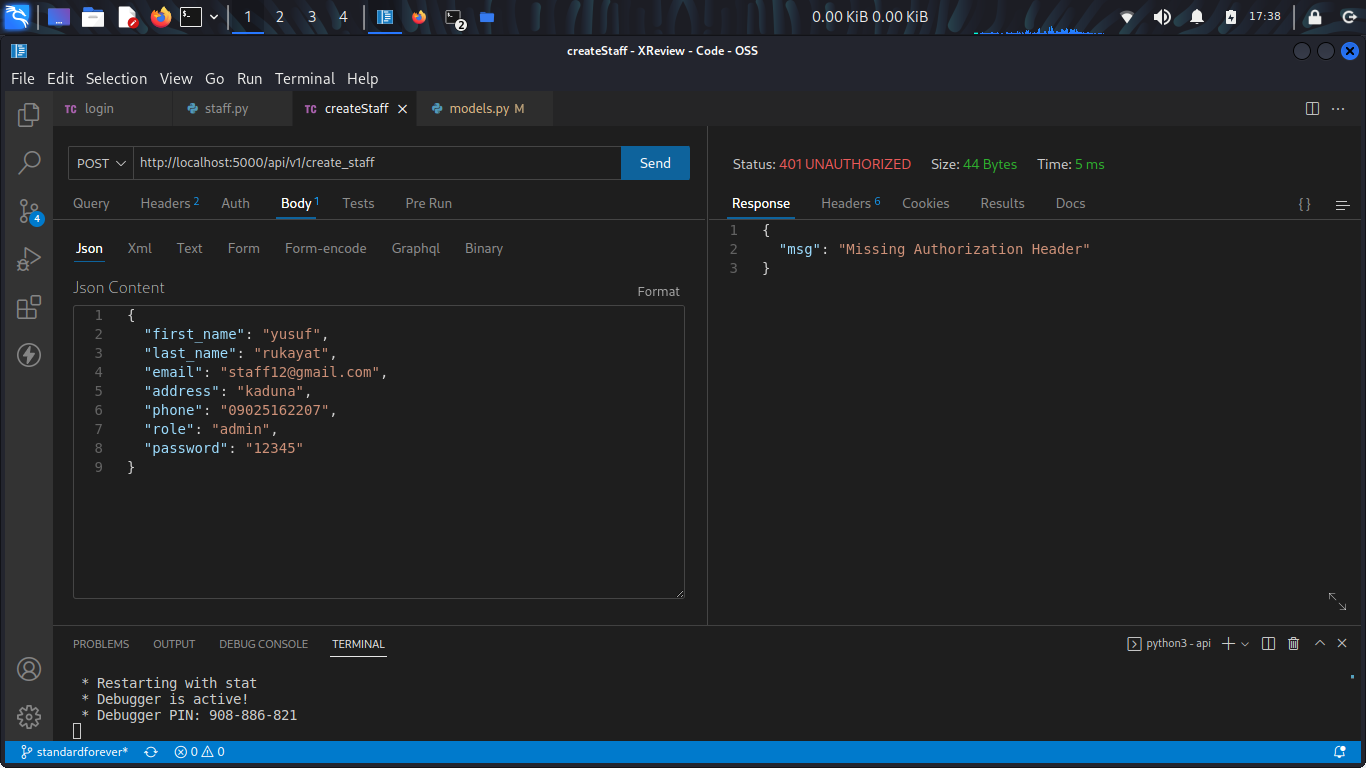 1 2 3 4 2 0.00 KiB 0.00 KiB 17:38
createStaff - XReview - Code - OSS
File Edit Selection View Go Run Terminal Help
TC login staff.py TC createStaff models.py M
POST http://localhost:5000/api/v1/create_staff Send
Status: 401 UNAUTHORIZED Size: 44 Bytes Time: 5 ms
Query Headers 2 Auth Body 1 Tests Pre Run
Response Headers 6 Cookies Results Docs { }
4
Json Xml Text Form Form-encode Graphql Binary
Json Content
Format
1 {
2 "first_name": "yusuf",
3 "last_name": "rukayat",
4 "email": "staff12@gmail.com",
5 "address": "kaduna",
6 "phone": "09025162207",
7 "role": "admin",
8 "password": "12345"
9 }
1 {
2 "msg": "Missing Authorization Header"
3 }
PROBLEMS OUTPUT DEBUG CONSOLE TERMINAL python3 - api
* Restarting with stat
* Debugger is active!
* Debugger PIN: 908-886-821
standardforever* 0 0